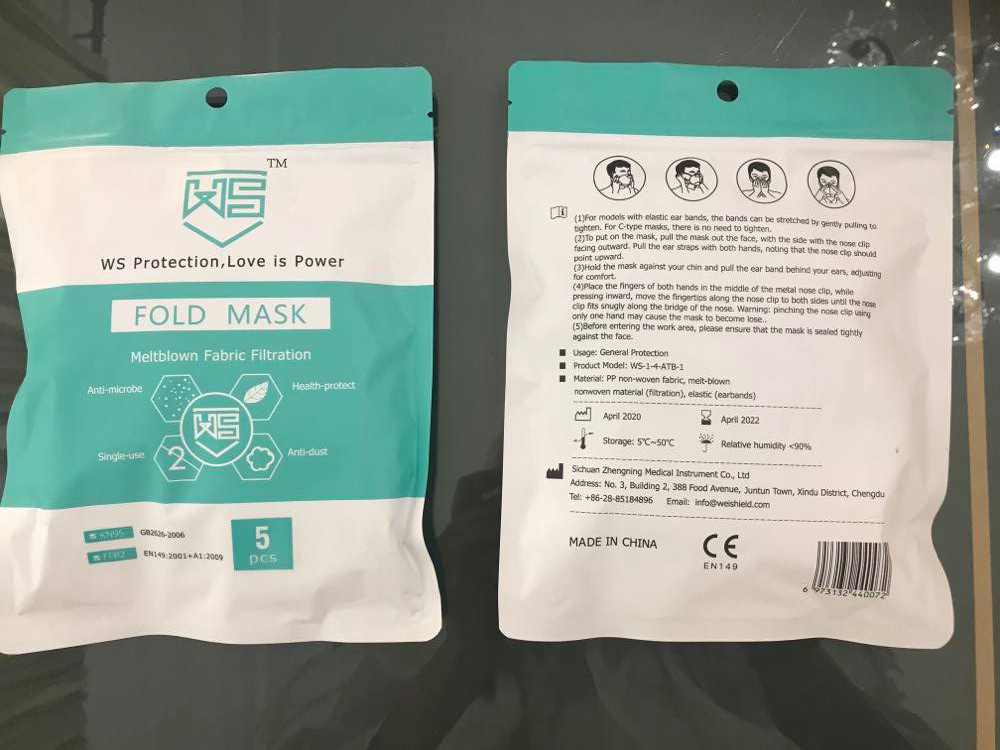 TM
WS
WS Protection,Love is Power
FOLD MASK
Meltblown Fabric Filtration
Anti-microbe
Health-protect
WS
Single-use
2
Anti-dust
KN95
GB2626-2006
FFP2
EN149:2001+A1:2009
5
pcs
(1)For models with elastic ear bands, the bands can be stretched by gently pulling to
tighten. For C-type masks, there is no need to tighten.
(2)To put on the mask, pull the mask out the face, with the side with the nose clip
facing outward. Pull the ear straps with both hands, noting that the nose clip should
point upward.
(3)Hold the mask against your chin and pull the ear band behind your ears, adjusting
for comfort.
(4)Place the fingers of both hands in the middle of the metal nose clip, while
pressing inward, move the fingertips along the nose clip to both sides until the nose
clip fits snugly along the bridge of the nose. Warning: pinching the nose clip using
only one hand may cause the mask to become lose..
(5)Before entering the work area, please ensure that the mask is sealed tightly
against the face.
Usage: General Protection
Product Model: WS-1-4-ATB-1
Material: PP non-woven fabric, melt-blown
nonwoven material (filtration), elastic (earbands)
April 2020
April 2022
Storage: 5℃~50℃
Relative humidity <90%
Sichuan Zhengning Medical Instrument Co., Ltd
Address: No. 3, Building 2, 388 Food Avenue, Juntun Town, Xindu District, Chengdu
Tel: +86-28-85184896 Email: info@weishield.com
MADE IN CHINA
CE
EN149
6 973132 440072